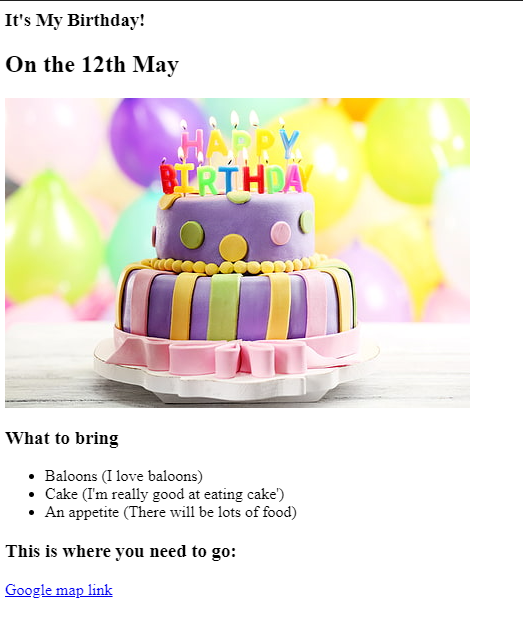 It's My Birthday!
On the 12th May
HAPPY
BIRTHDAY
What to bring
Baloons (I love baloons)
Cake (I'm really good at eating cake')
An appetite (There will be lots of food)
This is where you need to go:
Google map link